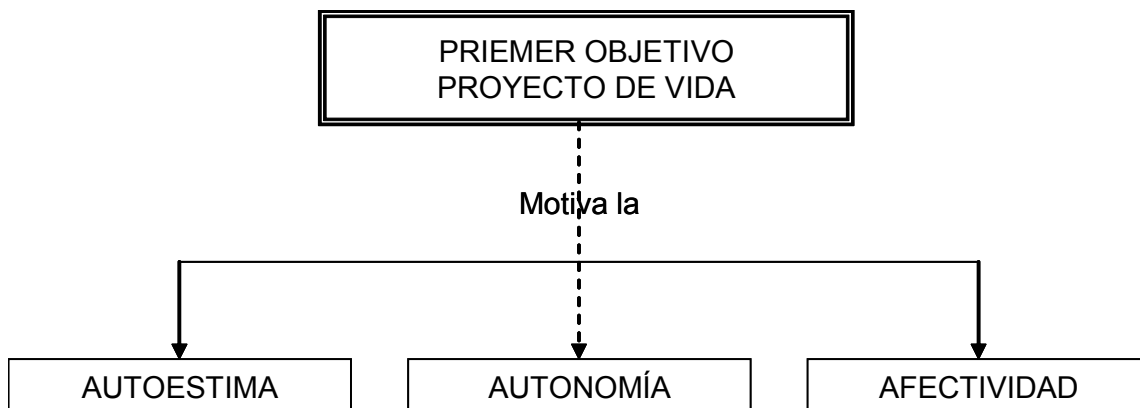 PRIEMER OBJETIVO
PROYECTO DE VIDA
Motiva la
AUTOESTIMA
AUTONOMÍA
AFECTIVIDAD